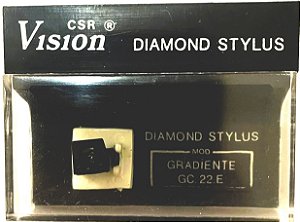 CSR ®
VISION DIAMOND STYLUS
DIAMOND STYLUS
MOD
GRADIENTE
GC.22.E